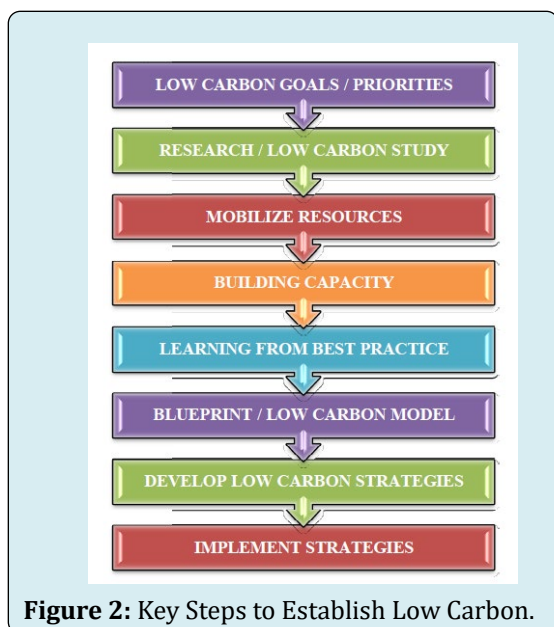 LOW CARBON GOALS / PRIORITIES
RESEARCH / LOW CARBON STUDY
MOBILIZE RESOURCES
BUILDING CAPACITY
LEARNING FROM BEST PRACTICE
BLUEPRINT / LOW CARBON MODEL
DEVELOP LOW CARBON STRATEGIES
IMPLEMENT STRATEGIES
Figure 2: Key Steps to Establish Low Carbon.